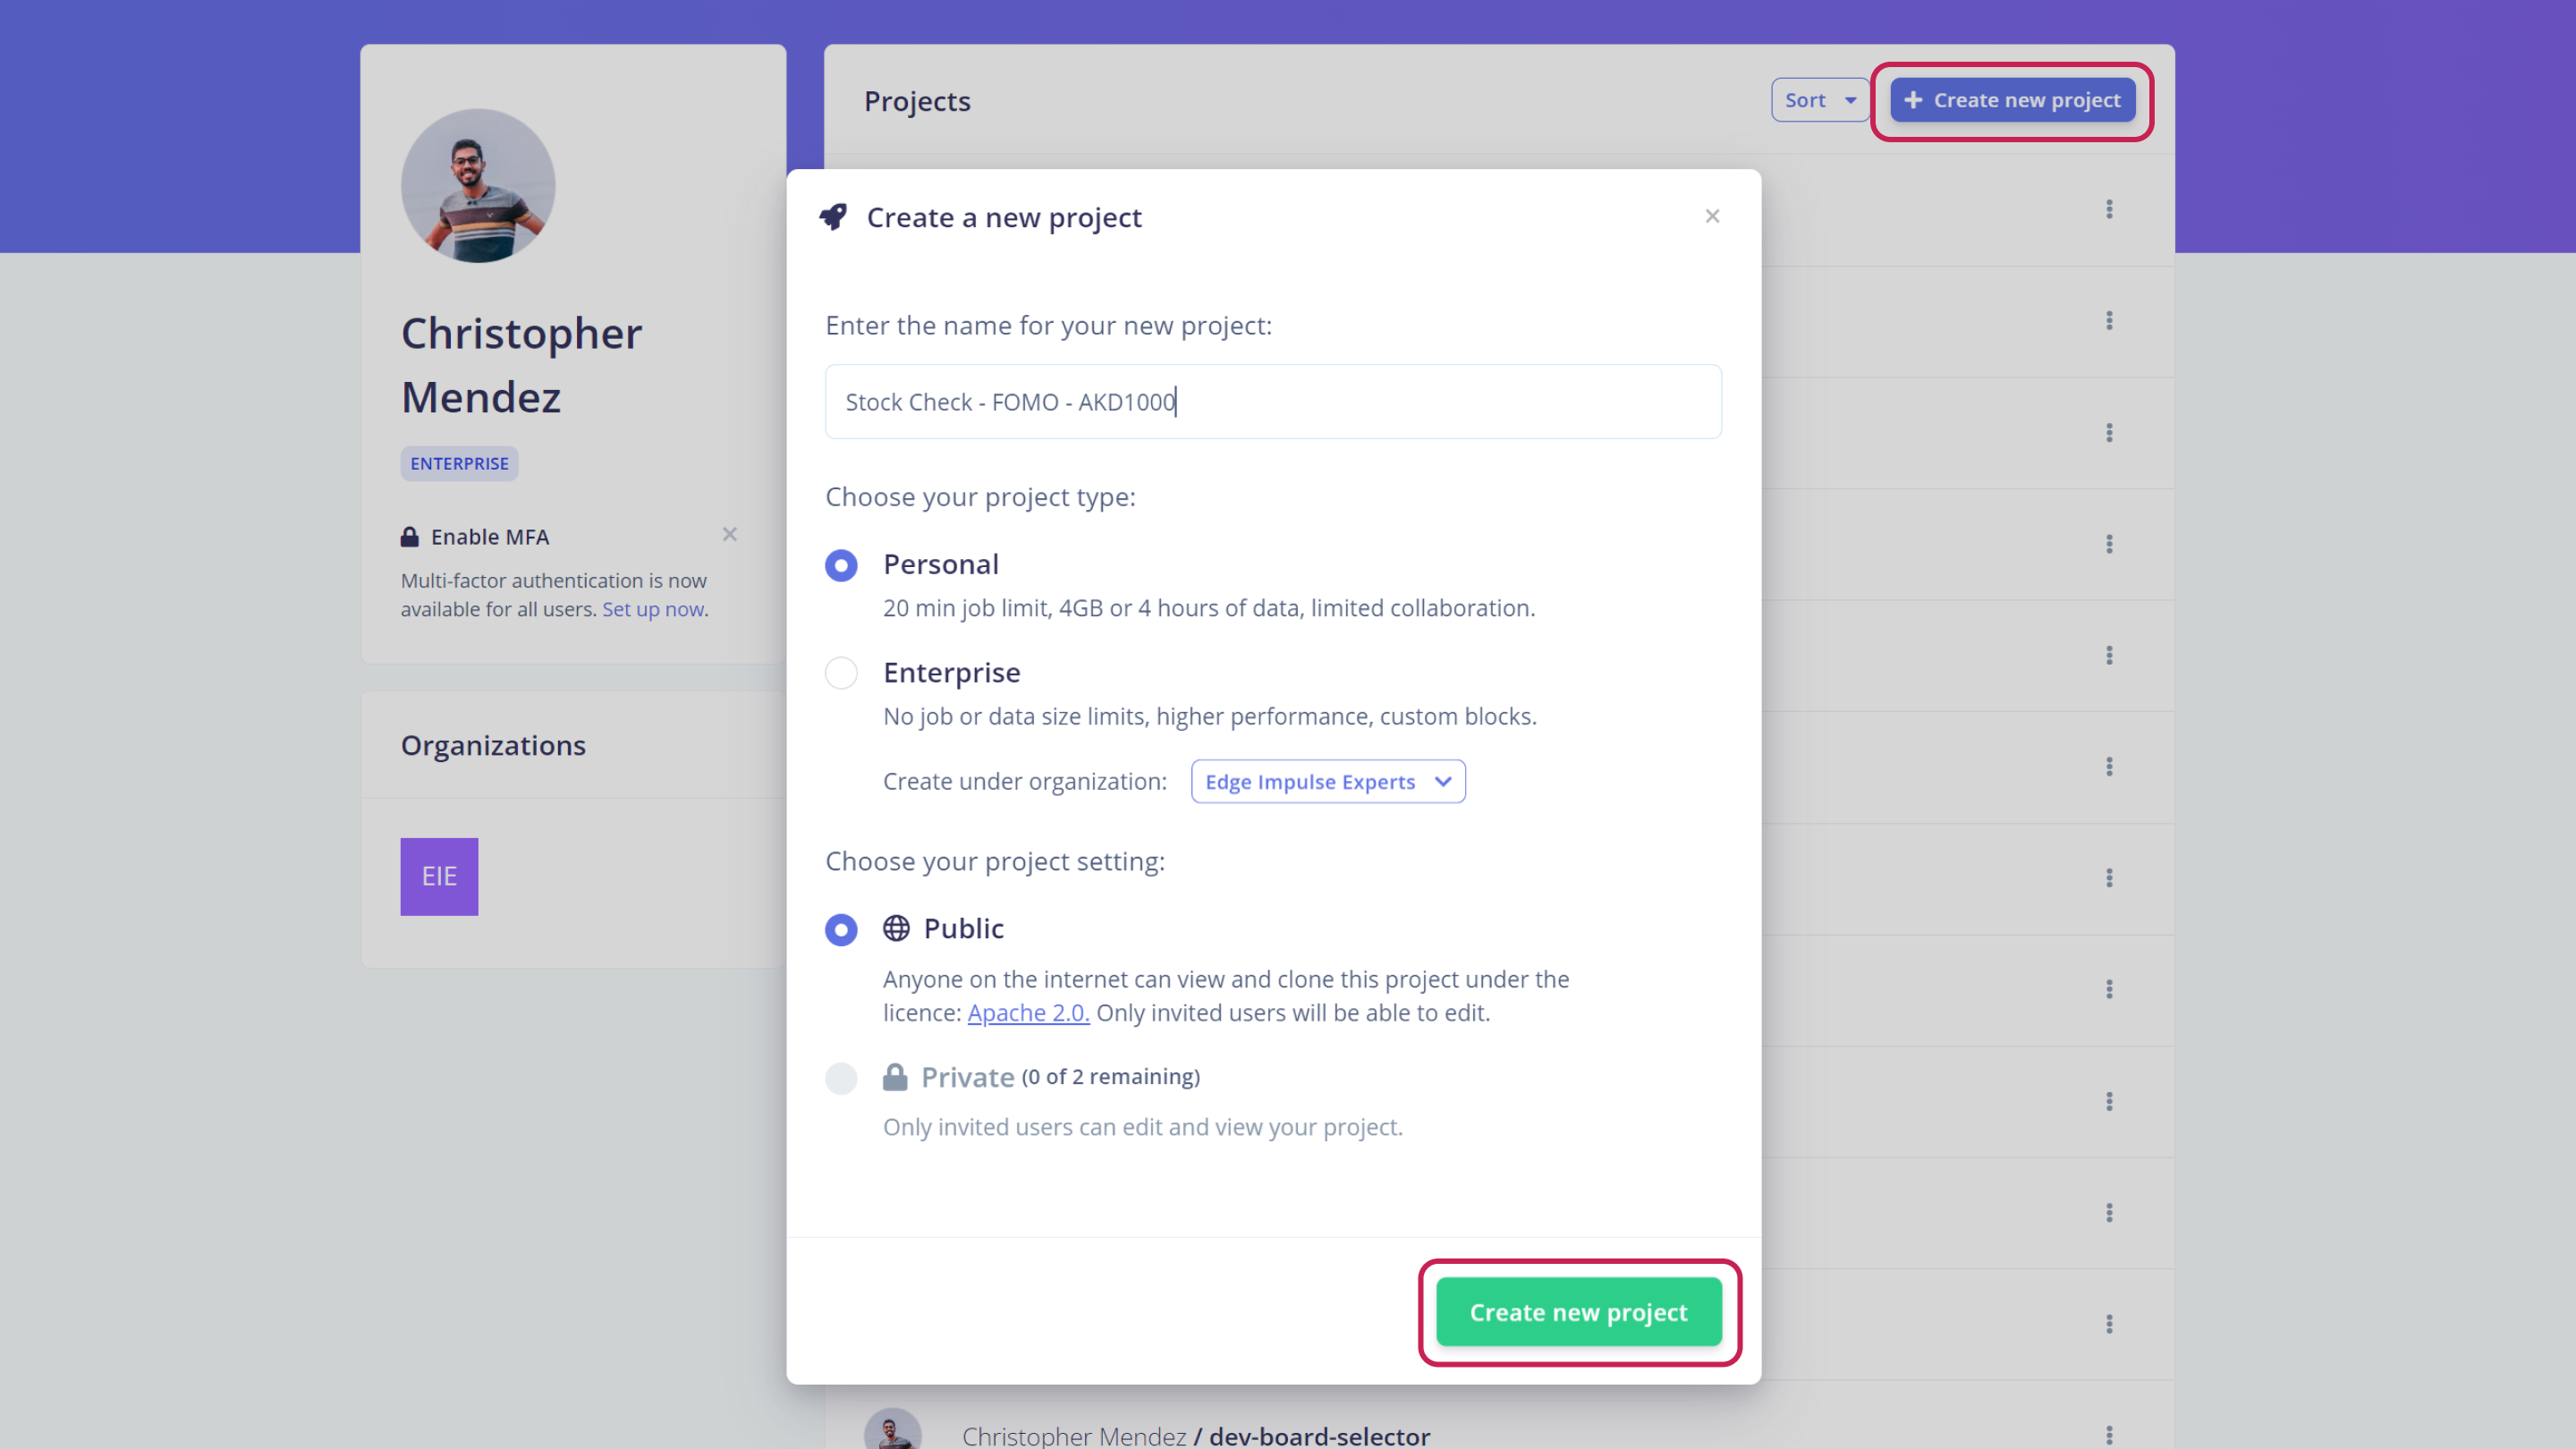 Christopher
Mendez
ENTERPRISE
Enable MFA
Multi-factor authentication is now
available for all users. Set up now.
Organizations
EIE
Projects
Sort
Create new project
Create a new project
Enter the name for your new project:
Stock Check - FOMO - AKD1000
Choose your project type:
Personal
20 min job limit, 4GB or 4 hours of data, limited collaboration.
Enterprise
No job or data size limits, higher performance, custom blocks.
Create under organization: Edge Impulse Experts
Choose your project setting:
Public
Anyone on the internet can view and clone this project under the
licence: Apache 2.0. Only invited users will be able to edit.
Private (0 of 2 remaining)
Only invited users can edit and view your project.
Create new project
Christopher Mendez / dev-board-selector